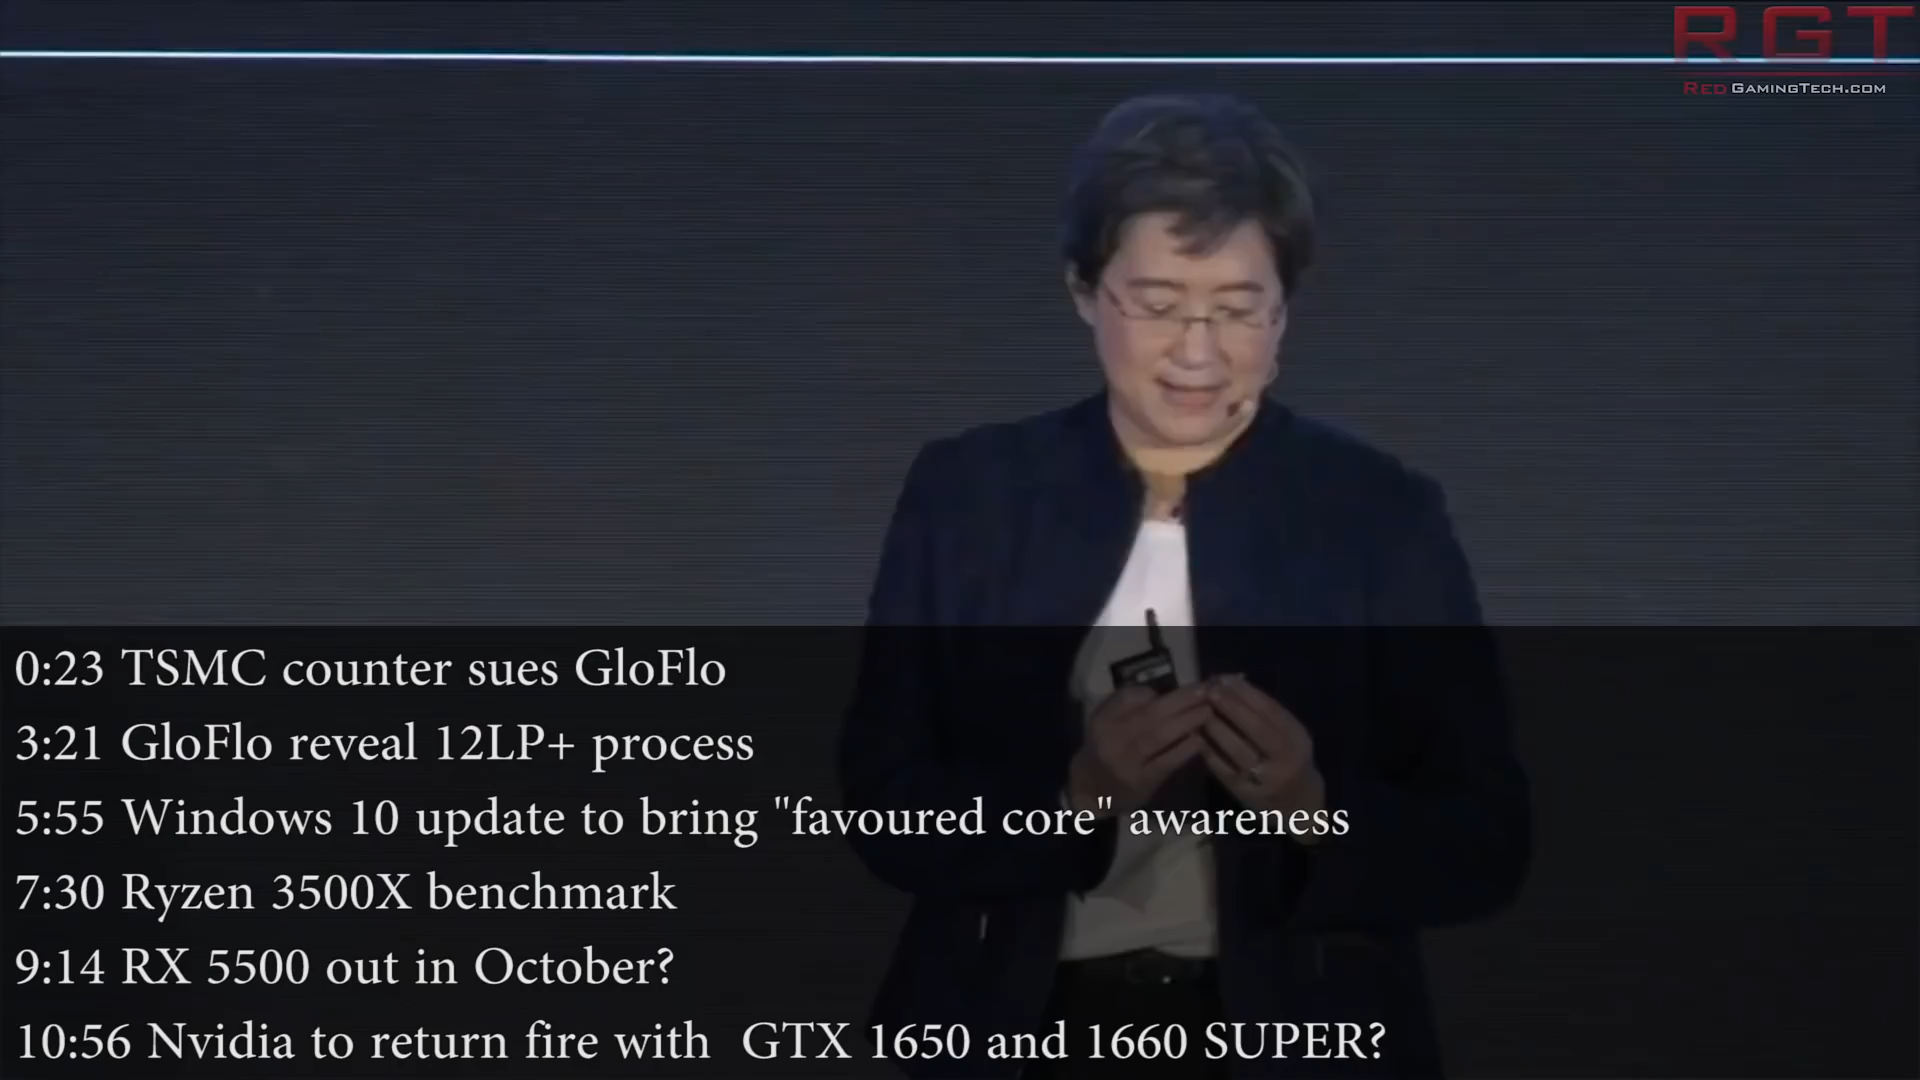 RGT
RED GAMINGTECH.COM
0:23 TSMC counter sues GloFlo
3:21 GloFlo reveal 12LP+ process
5:55 Windows 10 update to bring "favoured core" awareness
7:30 Ryzen 3500X benchmark
9:14 RX 5500 out in October?
10:56 Nvidia to return fire with  GTX 1650 and 1660 SUPER?